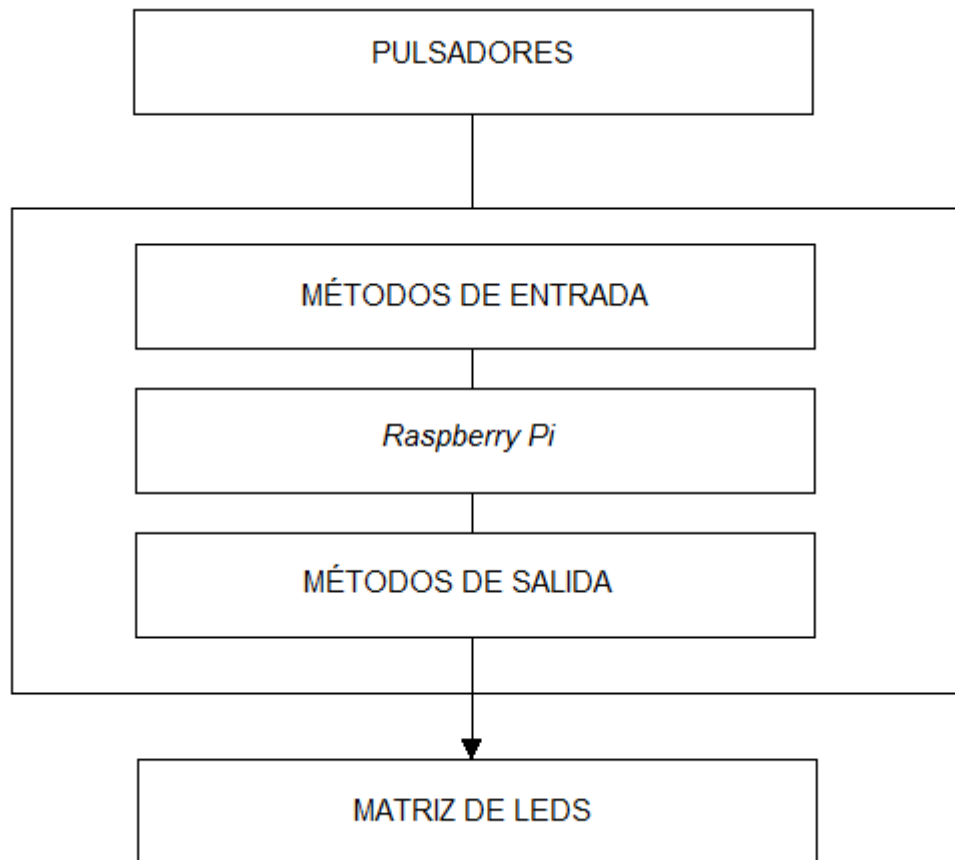 PULSADORES
MÉTODOS DE ENTRADA
Raspberry Pi
MÉTODOS DE SALIDA
MATRIZ DE LEDS